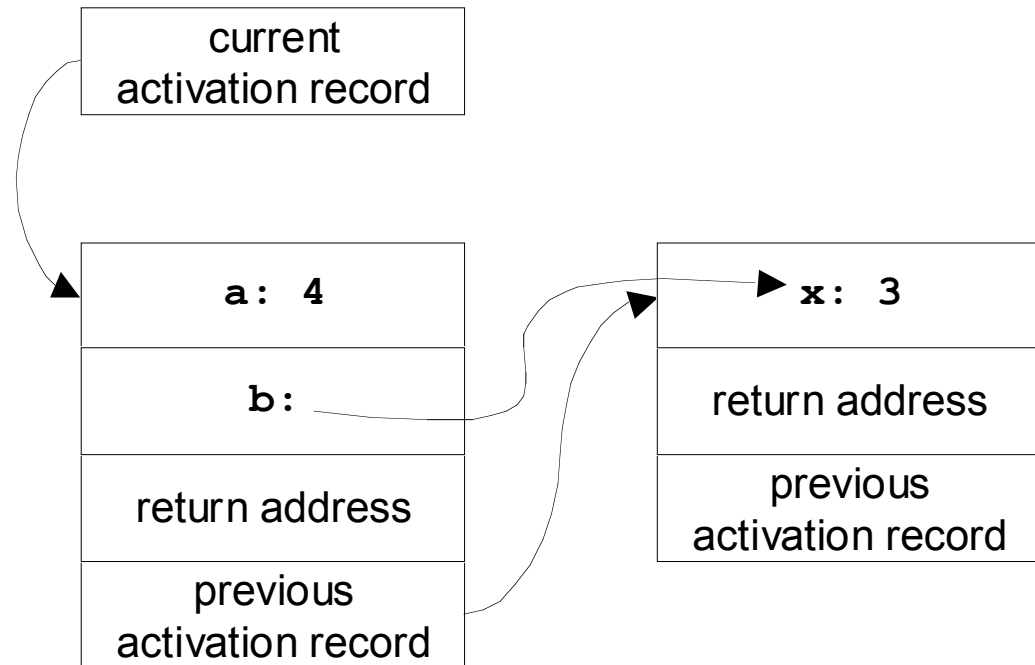 current
activation record
a: 4
b:
return address
previous
activation record
x: 3
return address
previous
activation record